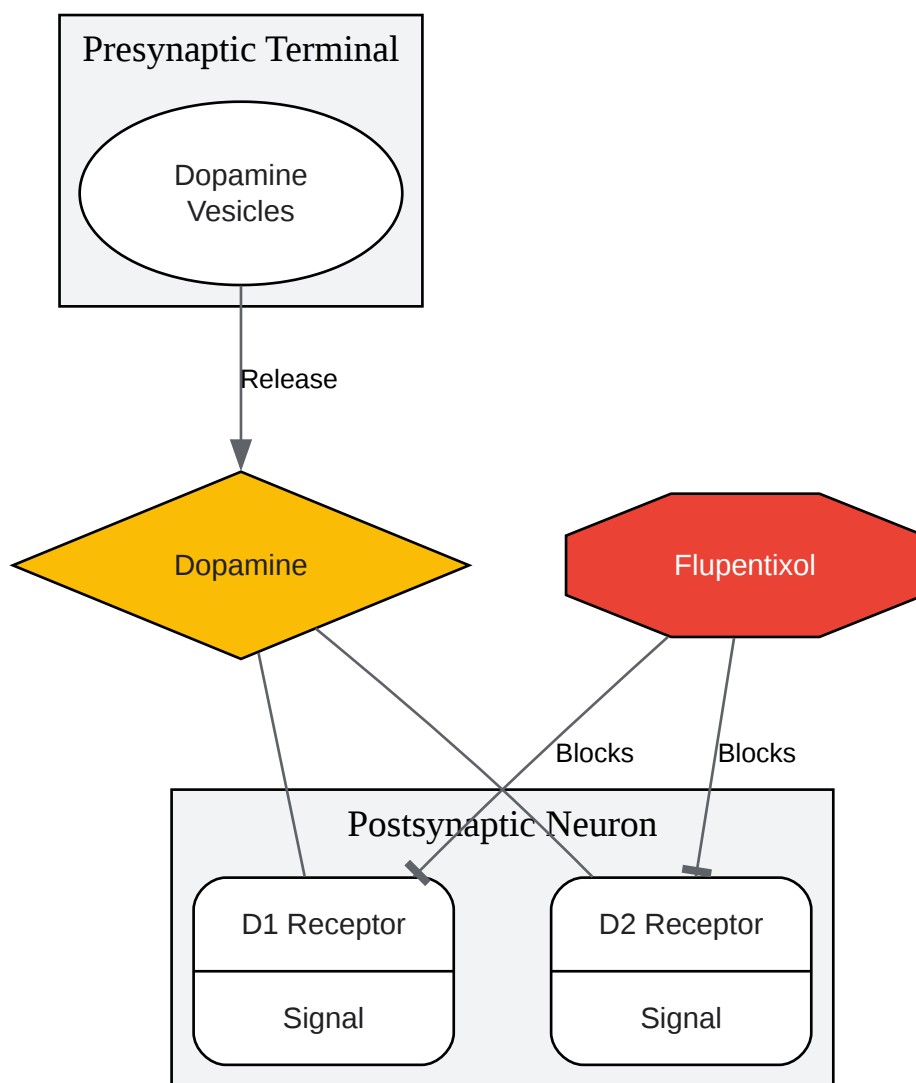 Presynaptic Terminal
Dopamine
Vesicles
Release
Dopamine
Flupentixol
Blocks
Blocks
Postsynaptic Neuron
D1 Receptor
D2 Receptor
Signal
Signal